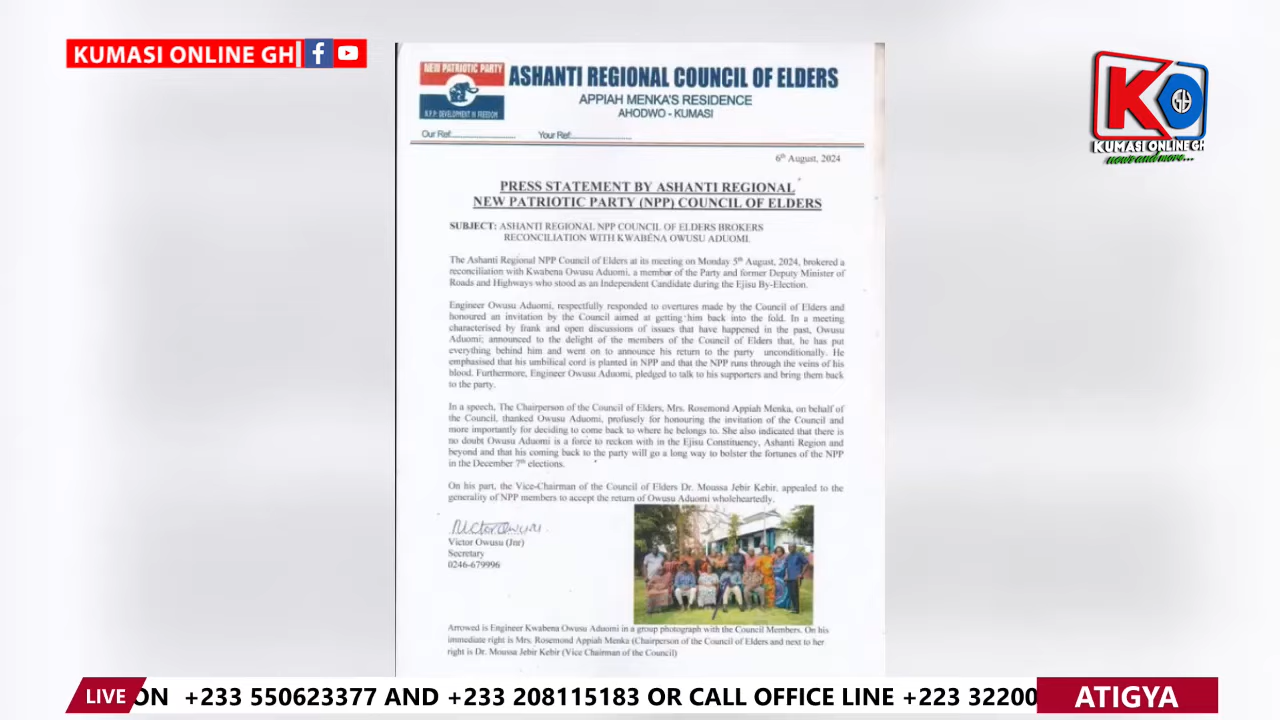 KUMASI ONLINE GH
NEW PATRIOTIC PARTY
N.P.P. DEVELOPMENT IN FREEDOM
ASHANTI REGIONAL COUNCIL OF ELDERS
APPIAH MENKA'S RESIDENCE
AHODWO - KUMASI
Our Ref:
Your Ref:
6th August, 2024
PRESS STATEMENT BY ASHANTI REGIONAL
NEW PATRIOTIC PARTY (NPP) COUNCIL OF ELDERS
SUBJECT: ASHANTI REGIONAL NPP COUNCIL OF ELDERS BROKERS
RECONCILIATION WITH KWABENA OWUSU ADUOMI.
The Ashanti Regional NPP Council of Elders at its meeting on Monday 5th August, 2024, brokered a
reconciliation with Kwabena Owusu Aduomi, a member of the Party and former Deputy Minister of
Roads and Highways who stood as an Independent Candidate during the Ejisu By-Election.
Engineer Owusu Aduomi, respectfully responded to overtures made by the Council of Elders and
honoured an invitation by the Council aimed at getting him back into the fold. In a meeting
characterised by frank and open discussions of issues that have happened in the past, Owusu
Aduomi; announced to the delight of the members of the Council of Elders that, he has put
everything behind him and went on to announce his return to the party unconditionally. He
emphasised that his umbilical cord is planted in NPP and that the NPP runs through the veins of his
blood. Furthermore, Engineer Owusu Aduomi, pledged to talk to his supporters and bring them back
to the party.
In a speech, The Chairperson of the Council of Elders, Mrs. Rosemond Appiah Menka, on behalf of
the Council, thanked Owusu Aduomi, profusely for honouring the invitation of the Council and
more importantly for deciding to come back to where he belongs to. She also indicated that there is
no doubt Owusu Aduomi is a force to reckon with in the Ejisu Constituency, Ashanti Region and
beyond and that his coming back to the party will go a long way to bolster the fortunes of the NPP
in the December 7th elections.
On his part, the Vice-Chairman of the Council of Elders Dr. Moussa Jebir Kebir, appealed to the
generality of NPP members to accept the return of Owusu Aduomi wholeheartedly.
Victor Owusu (Jnr)
Secretary
0246-679996
Arrowed is Engineer Kwabena Owusu Aduomi in a group photograph with the Council Members. On his
immediate right is Mrs. Rosemond Appiah Menka (Chairperson of the Council of Elders and next to her
right is Dr. Moussa Jebir Kebir (Vice Chairman of the Council)
KO
GH
KUMASI ONLINE GH
news and more...
LIVE
ON +233 550623377 AND +233 208115183 OR CALL OFFICE LINE +223 32200
ATIGYA